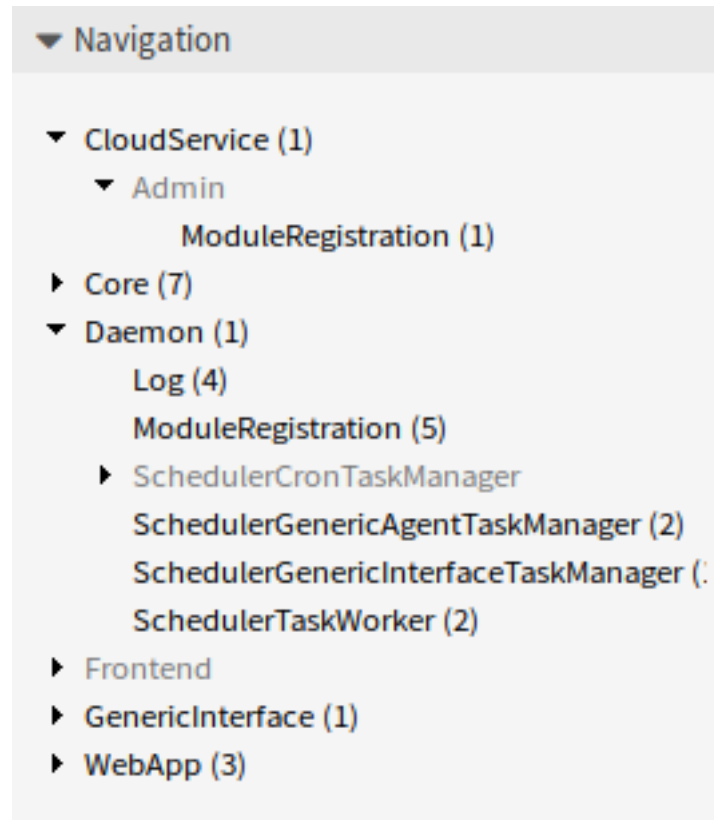 Navigation
CloudService (1)
Admin
ModuleRegistration (1)
Core (7)
Daemon (1)
Log (4)
ModuleRegistration (5)
SchedulerCronTaskManager
SchedulerGenericAgentTaskManager (2)
SchedulerGenericInterfaceTaskManager (
SchedulerTaskWorker (2)
Frontend
GenericInterface (1)
WebApp (3)